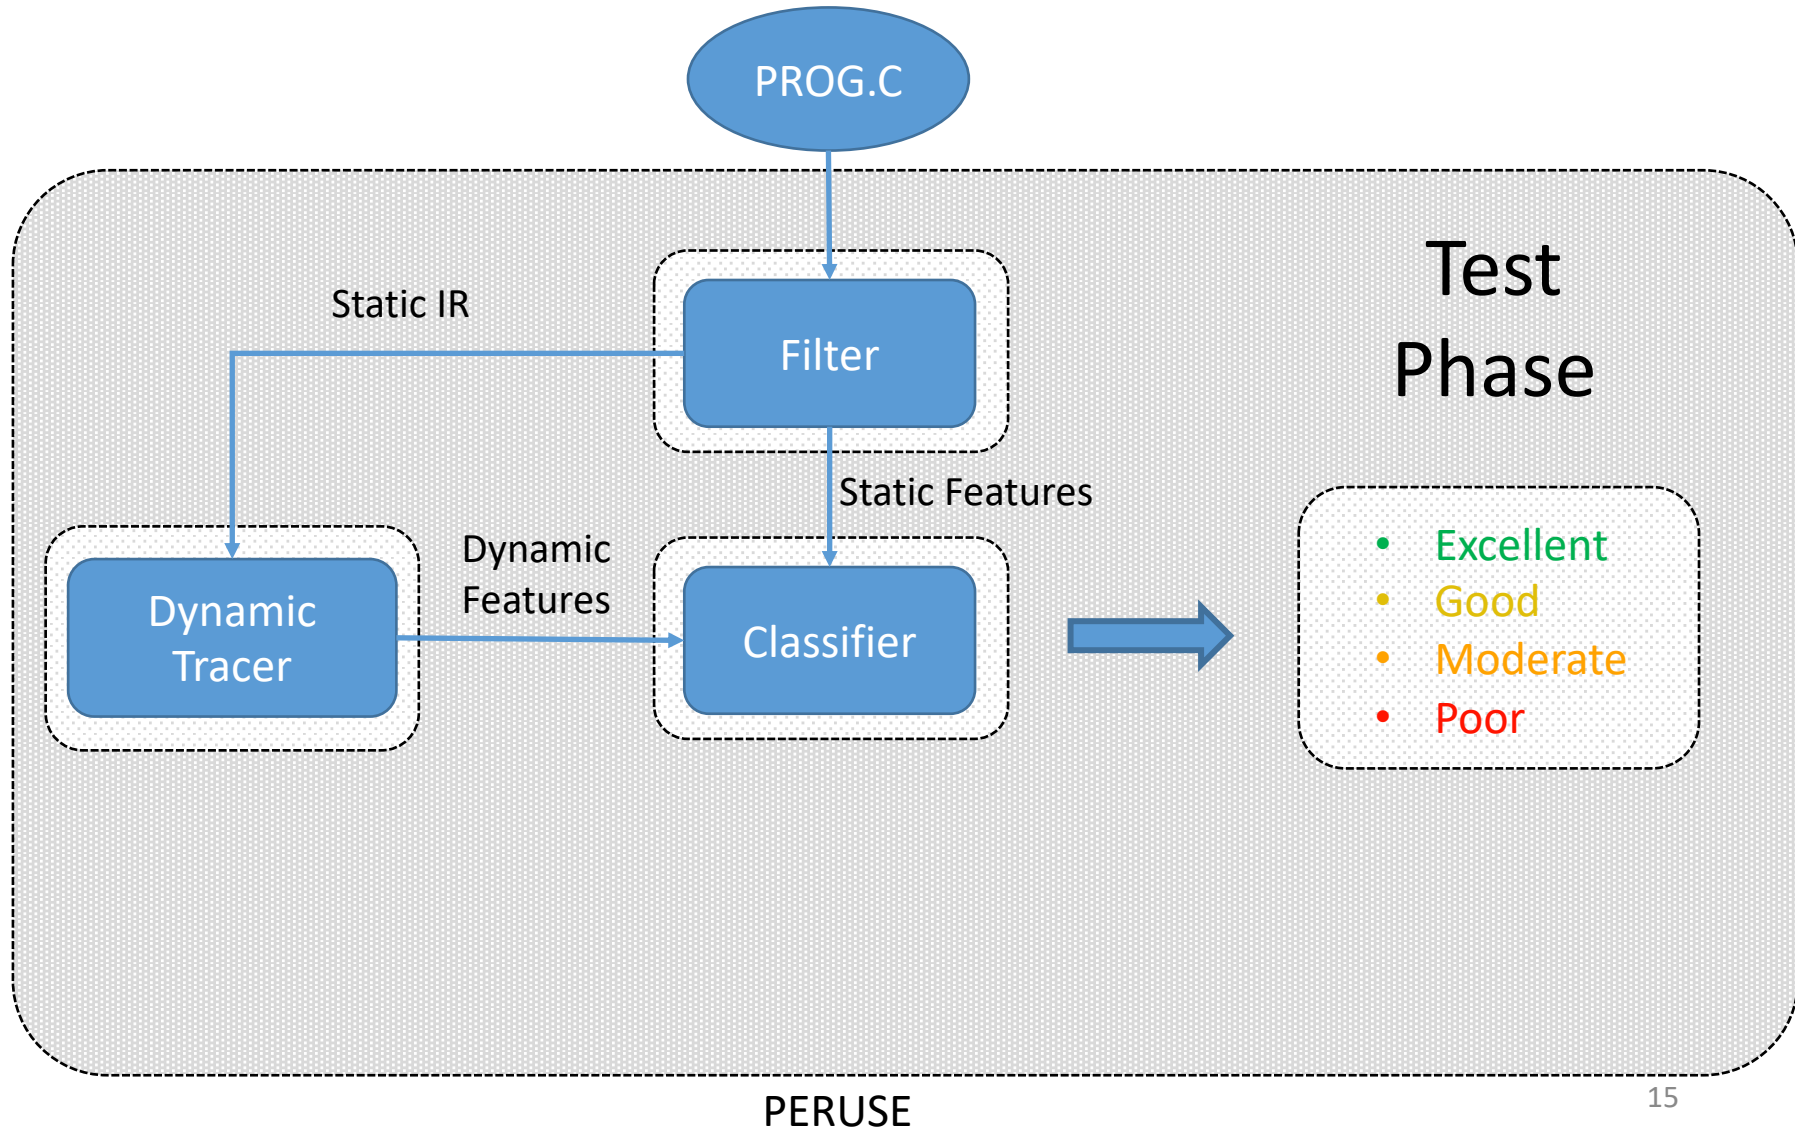 PROG.C
Test
Phase
Static IR
Filter
Static Features
Dynamic
Features
Dynamic
Tracer
Classifier
• Excellent
• Good
• Moderate
• Poor
PERUSE
15